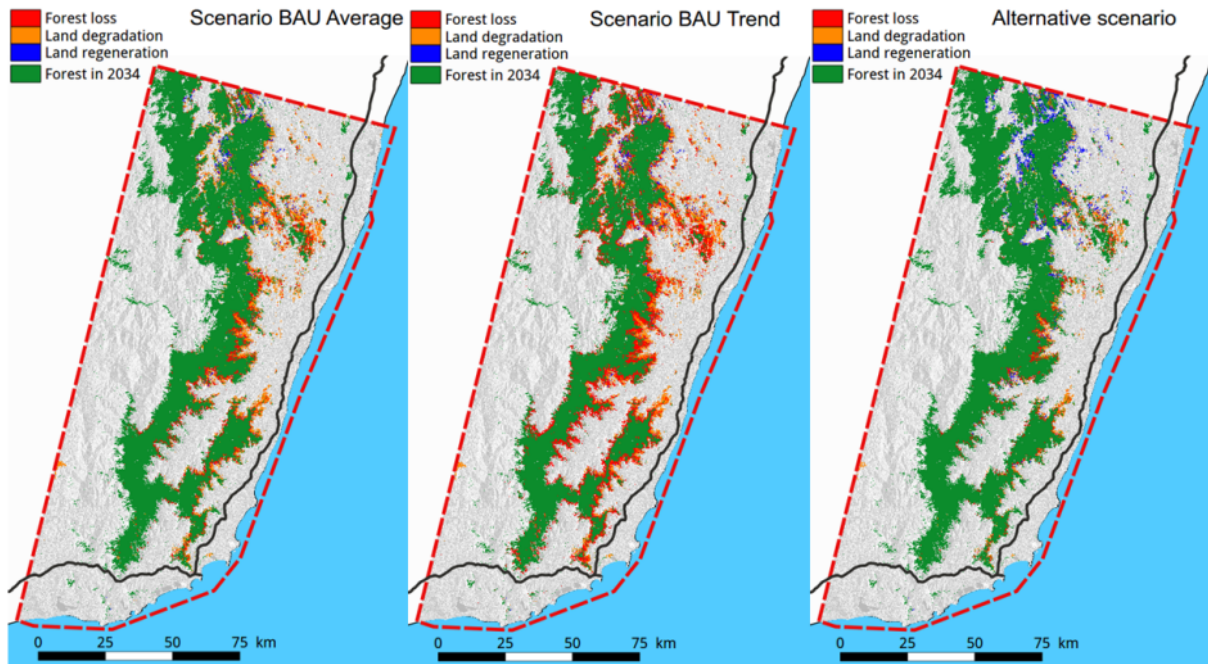 Scenario BAU Average
Forest loss
Land degradation
Land regeneration
Forest in 2034
0 25 50 75 km
Scenario BAU Trend
Forest loss
Land degradation
Land regeneration
Forest in 2034
0 25 50 75 km
Alternative scenario
Forest loss
Land degradation
Land regeneration
Forest in 2034
0 25 50 75 km